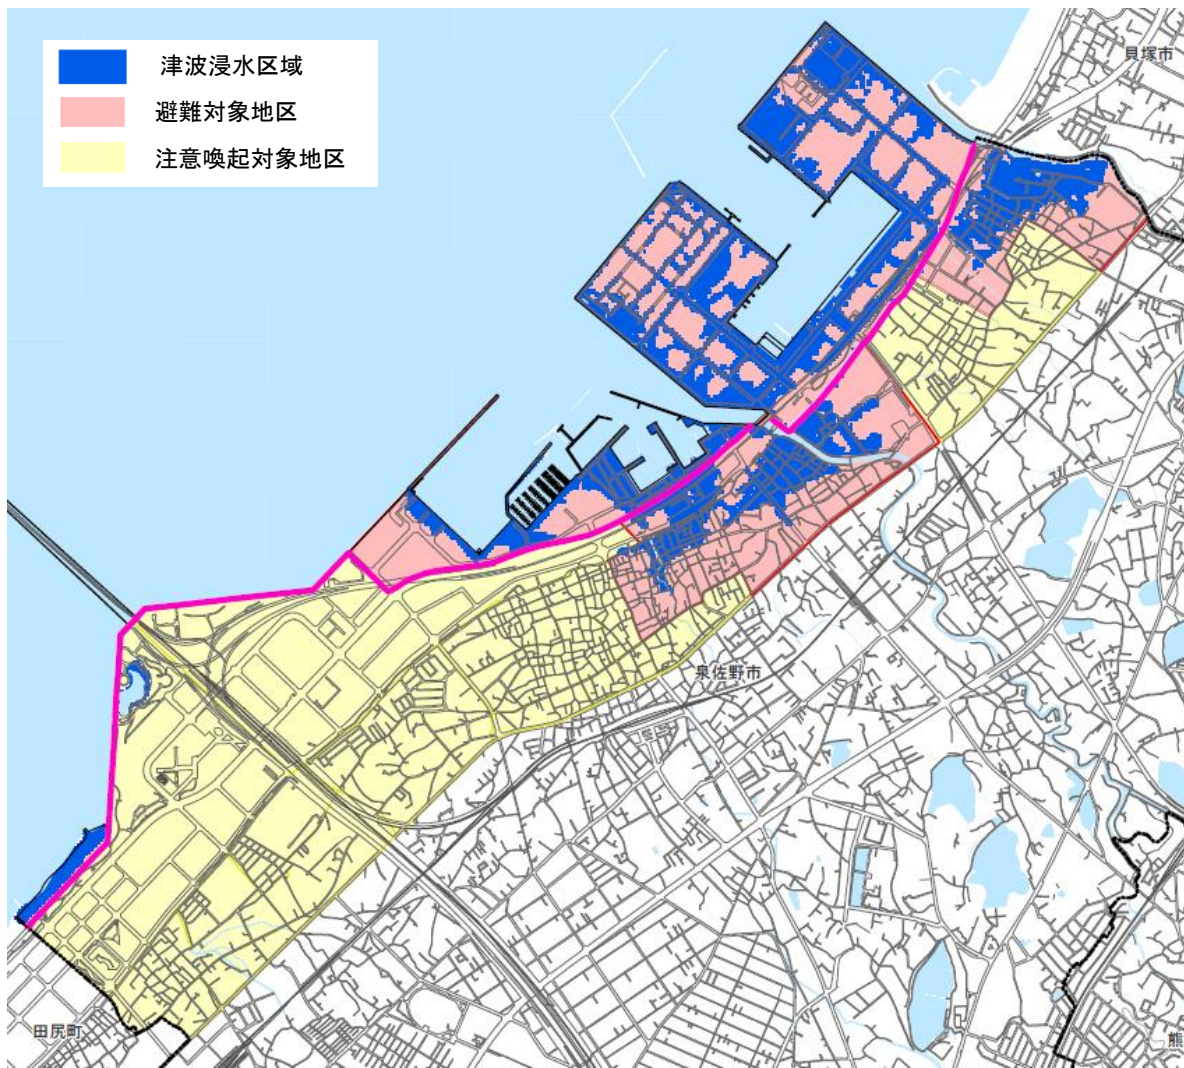 津波浸水区域
避難対象地区
注意喚起対象地区
貝塚市
泉佐野市
田尻町
熊